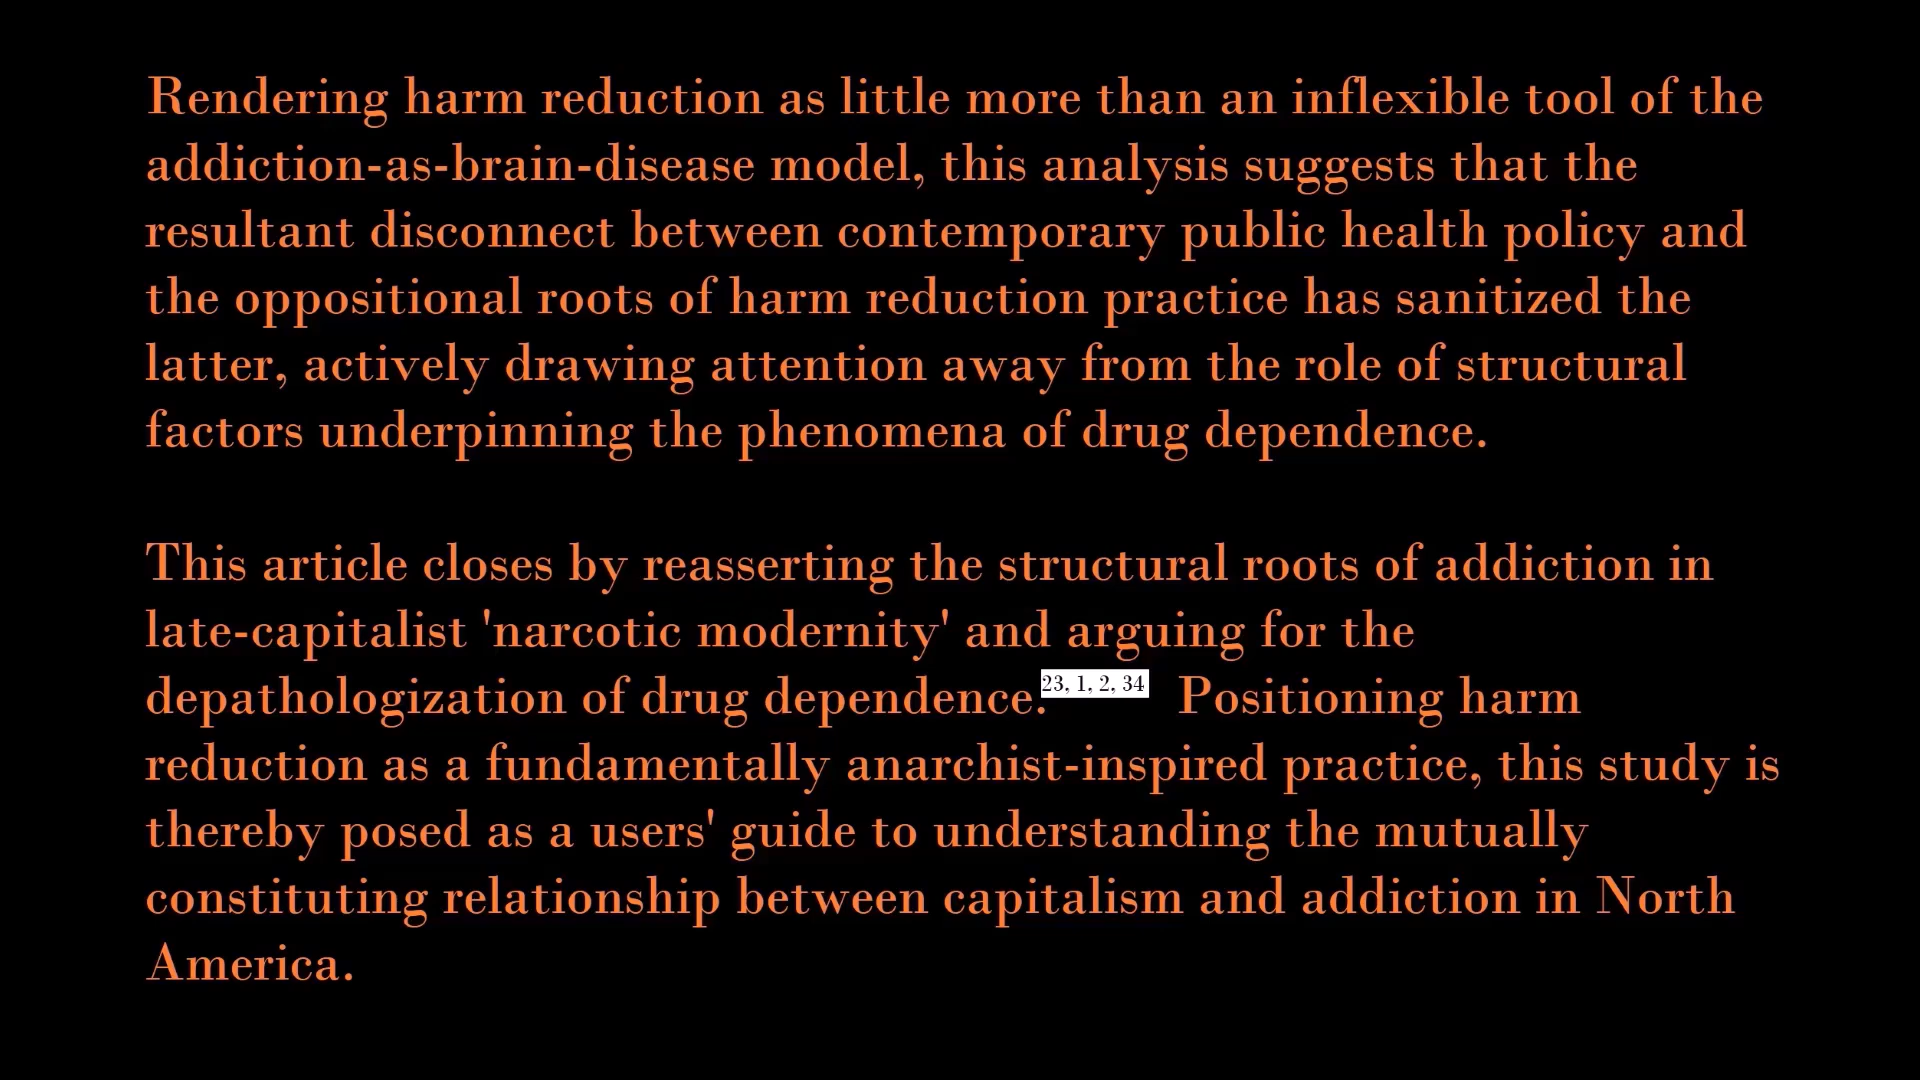 Rendering harm reduction as little more than an inflexible tool of the
addiction-as-brain-disease model, this analysis suggests that the
resultant disconnect between contemporary public health policy and
the oppositional roots of harm reduction practice has sanitized the
latter, actively drawing attention away from the role of structural
factors underpinning the phenomena of drug dependence.
This article closes by reasserting the structural roots of addiction in
late-capitalist 'narcotic modernity' and arguing for the
depathologization of drug dependence.23, 1, 2, 34 Positioning harm
reduction as a fundamentally anarchist-inspired practice, this study is
thereby posed as a users' guide to understanding the mutually
constituting relationship between capitalism and addiction in North
America.